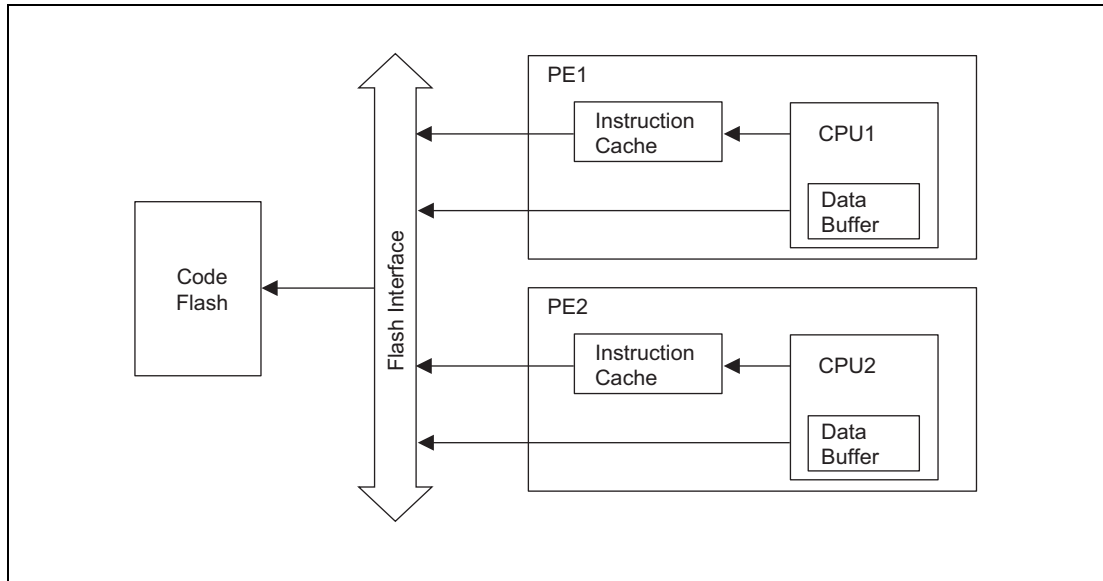 PE1
Instruction
Cache
CPU1
Data
Buffer
Code
Flash
Flash Interface
PE2
Instruction
Cache
CPU2
Data
Buffer